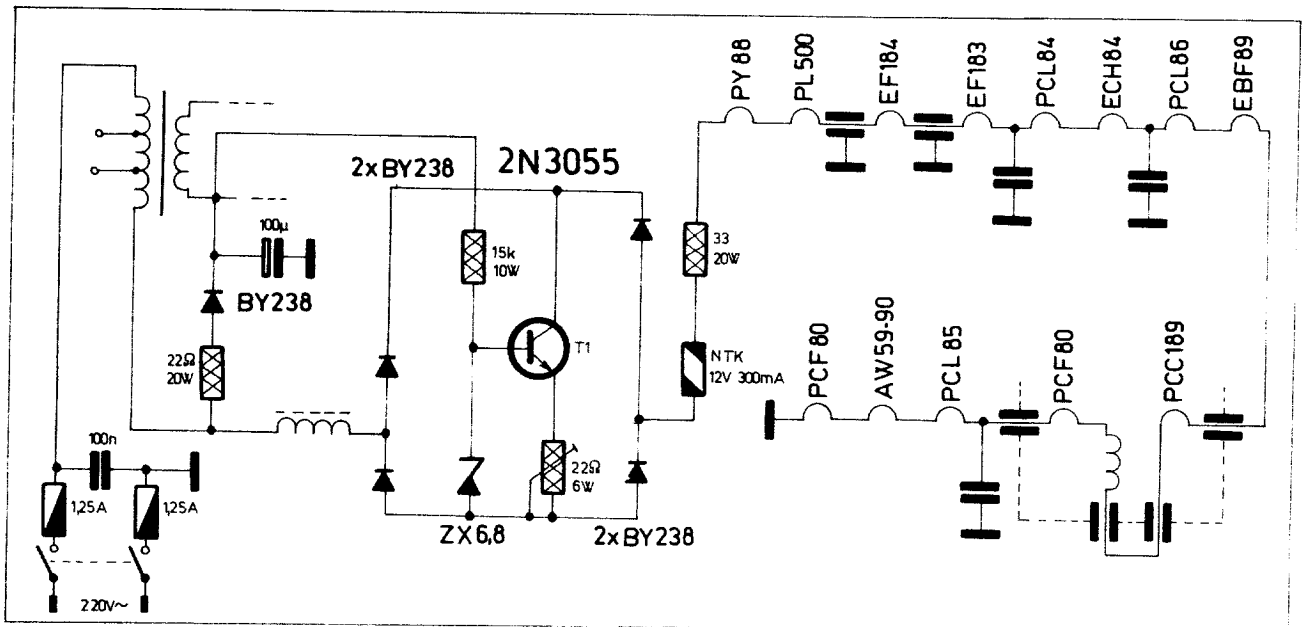 PY88
PL500
EF184
EF183
PCL84
ECH84
PCL86
EBF89
2xBY238
2N3055
100µ
15k
10W
33
20W
BY238
T1
NTK
12V 300mA
22Ω
20W
PCF80
AW59-90
PCL85
PCF80
PCC189
100n
22Ω
6W
1,25A
1,25A
ZX6,8
2xBY238
220V~